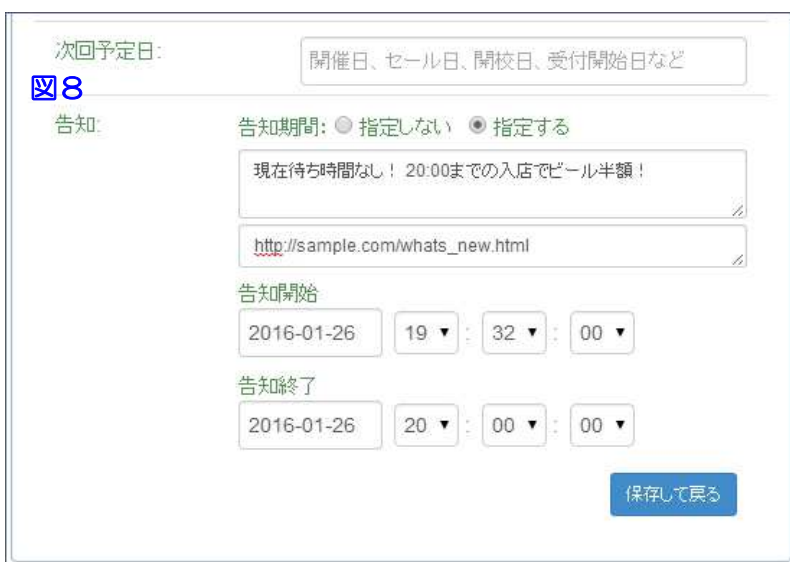 次回予定日:
開催日、セール日、開校日、受付開始日など
図8
告知:
告知期間: 指定しない 指定する
現在待ち時間なし! 20:00までの入店でビール半額!
http://sample.com/whats_new.html
告知開始
2016-01-26 19 : 32 : 00
告知終了
2016-01-26 20 : 00 : 00
保存して戻る